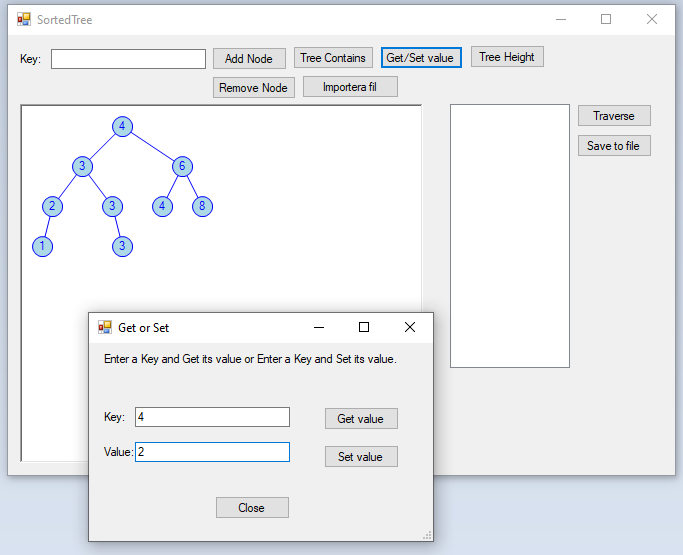 SortedTree
Key: Add Node Tree Contains Get/Set value Tree Height
Remove Node Importera fil
Traverse
Save to file
4
3 6
2 3 4 8
1 3
Get or Set
Enter a Key and Get its value or Enter a Key and Set its value.
Key: 4 Get value
Value: 2 Set value
Close